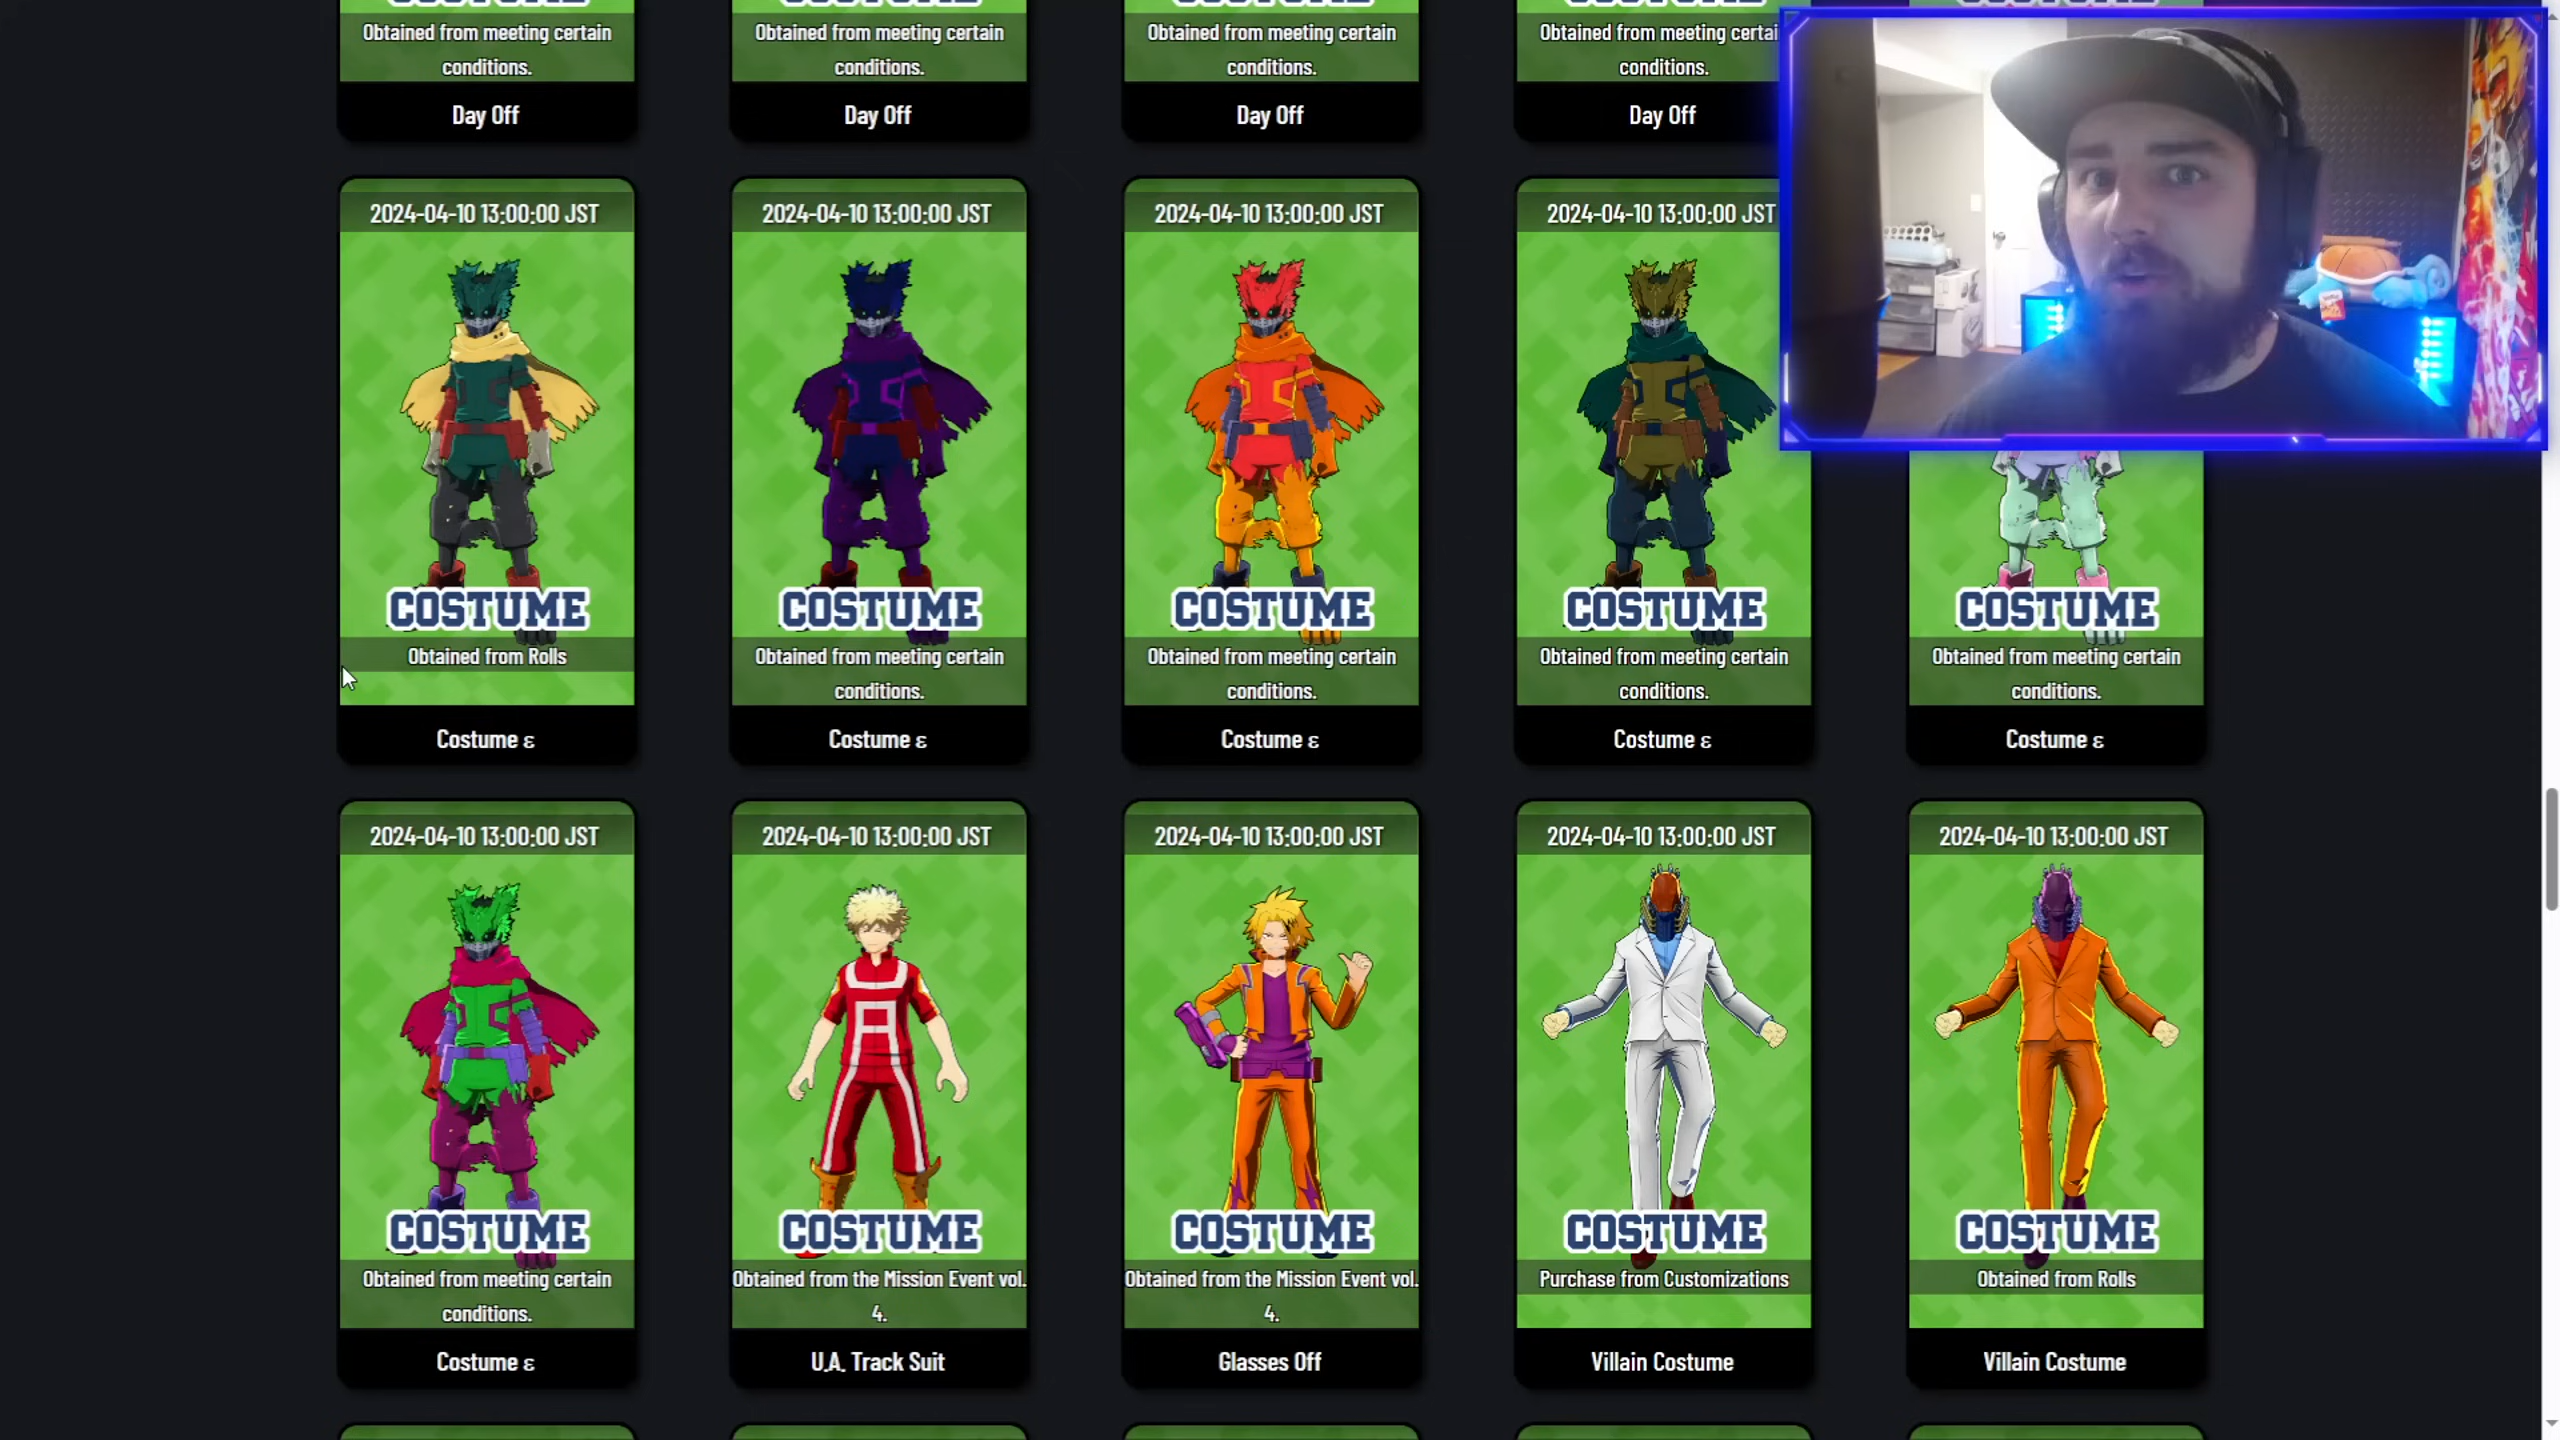 Obtained from meeting certain
conditions.
Day Off
Obtained from meeting certain
conditions.
Day Off
Obtained from meeting certain
conditions.
Day Off
Obtained from meeting
conditions.
Day Off
2024-04-10 13:00:00 JST
COSTUME
Obtained from Rolls
Costume ε
2024-04-10 13:00:00 JST
COSTUME
Obtained from meeting certain
conditions.
Costume ε
2024-04-10 13:00:00 JST
COSTUME
Obtained from meeting certain
conditions.
Costume ε
2024-04-10 13:00:00 JST
COSTUME
Obtained from meeting certain
conditions.
Costume ε
COSTUME
Obtained from meeting certain
conditions.
Costume ε
2024-04-10 13:00:00 JST
COSTUME
Obtained from meeting certain
conditions.
Costume ε
2024-04-10 13:00:00 JST
COSTUME
Obtained from the Mission Event vol.
4.
U.A. Track Suit
2024-04-10 13:00:00 JST
COSTUME
Obtained from the Mission Event vol.
4.
Glasses Off
2024-04-10 13:00:00 JST
COSTUME
Purchase from Customizations
Villain Costume
2024-04-10 13:00:00 JST
COSTUME
Obtained from Rolls
Villain Costume